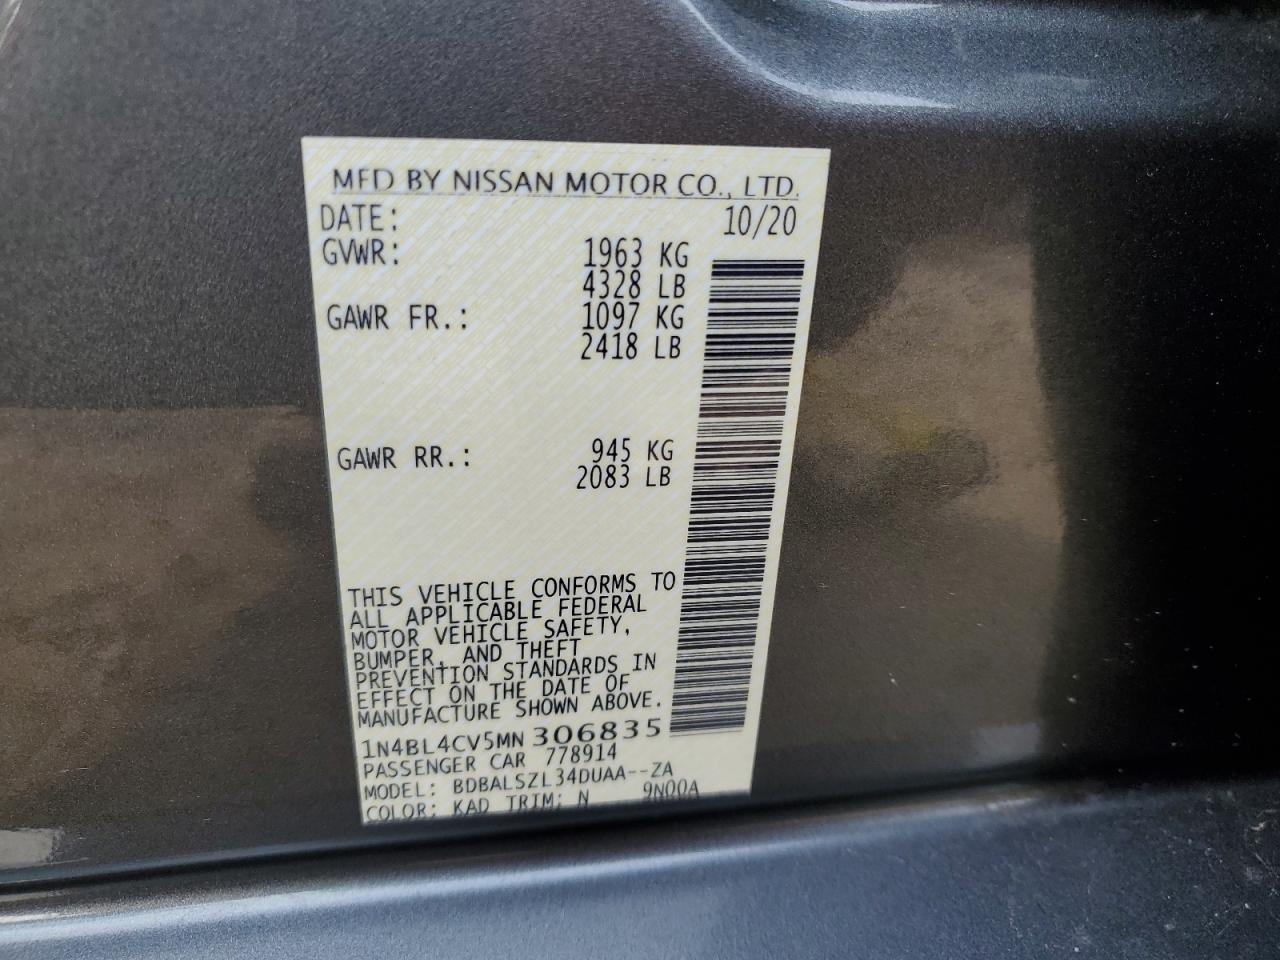 MFD BY NISSAN MOTOR CO., LTD.
DATE: 10/20
GVWR: 1963 KG
4328 LB
GAWR FR.: 1097 KG
2418 LB
GAWR RR.: 945 KG
2083 LB
THIS VEHICLE CONFORMS TO
ALL APPLICABLE FEDERAL
MOTOR VEHICLE SAFETY,
BUMPER, AND THEFT
PREVENTION STANDARDS IN
EFFECT ON THE DATE OF
MANUFACTURE SHOWN ABOVE.
1N4BL4CV5MN306835
PASSENGER CAR 778914
MODEL: BDBALSZL34DUAA--ZA
COLOR: KAD TRIM: N 9N00A